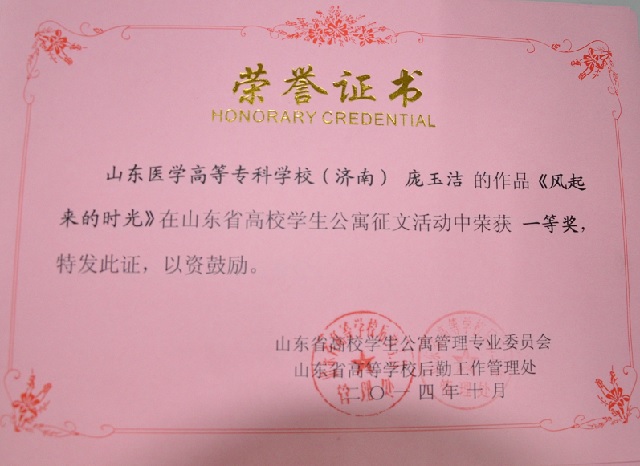 荣誉证书
HONORARY CREDENTIAL
山东医学高等专科学校（济南） 庞玉洁 的作品《风起
来的时光》在山东省高校学生公寓征文活动中荣获 一等奖，
特发此证，以资鼓励。
山东省高校学生公寓管理专业委员会
山东省高等学校后勤工作管理处
二〇一四年十月